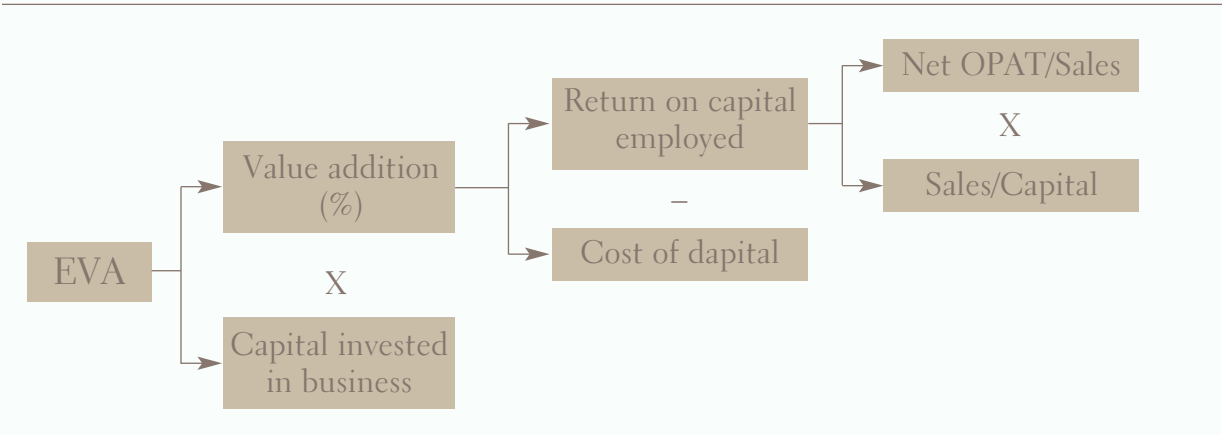 Net OPAT/Sales
Return on capital
employed
X
Value addition
(%)
Sales/Capital
–
EVA
Cost of dapital
X
Capital invested
in business